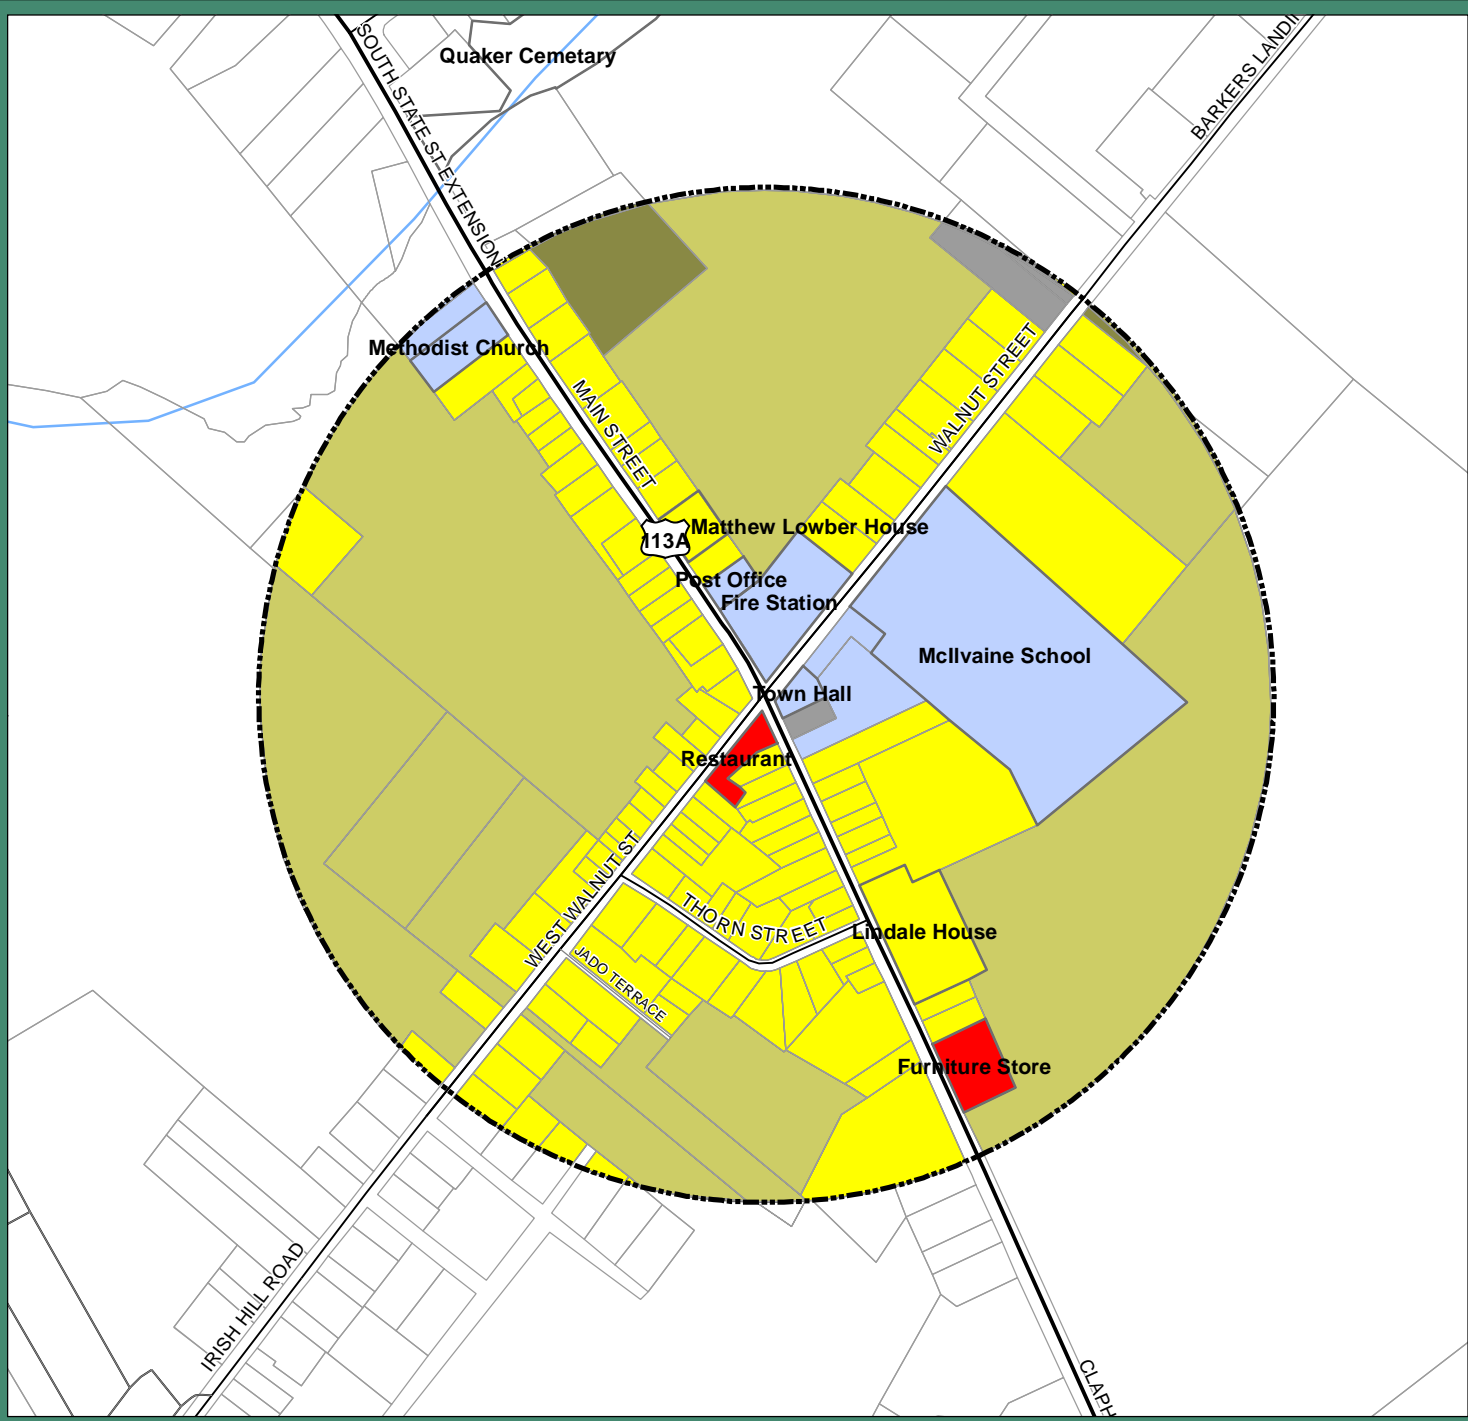 Quaker Cemetary
SOUTH STATE ST EXTENSION
BARKERS LANDI
Methodist Church
MAIN STREET
WALNUT STREET
113A
Matthew Lowber House
Post Office
Fire Station
McIlvaine School
Town Hall
Restaurant
WEST WALNUT ST
THORN STREET
Lindale House
JADO TERRACE
Furniture Store
IRISH HILL ROAD
CLAPH